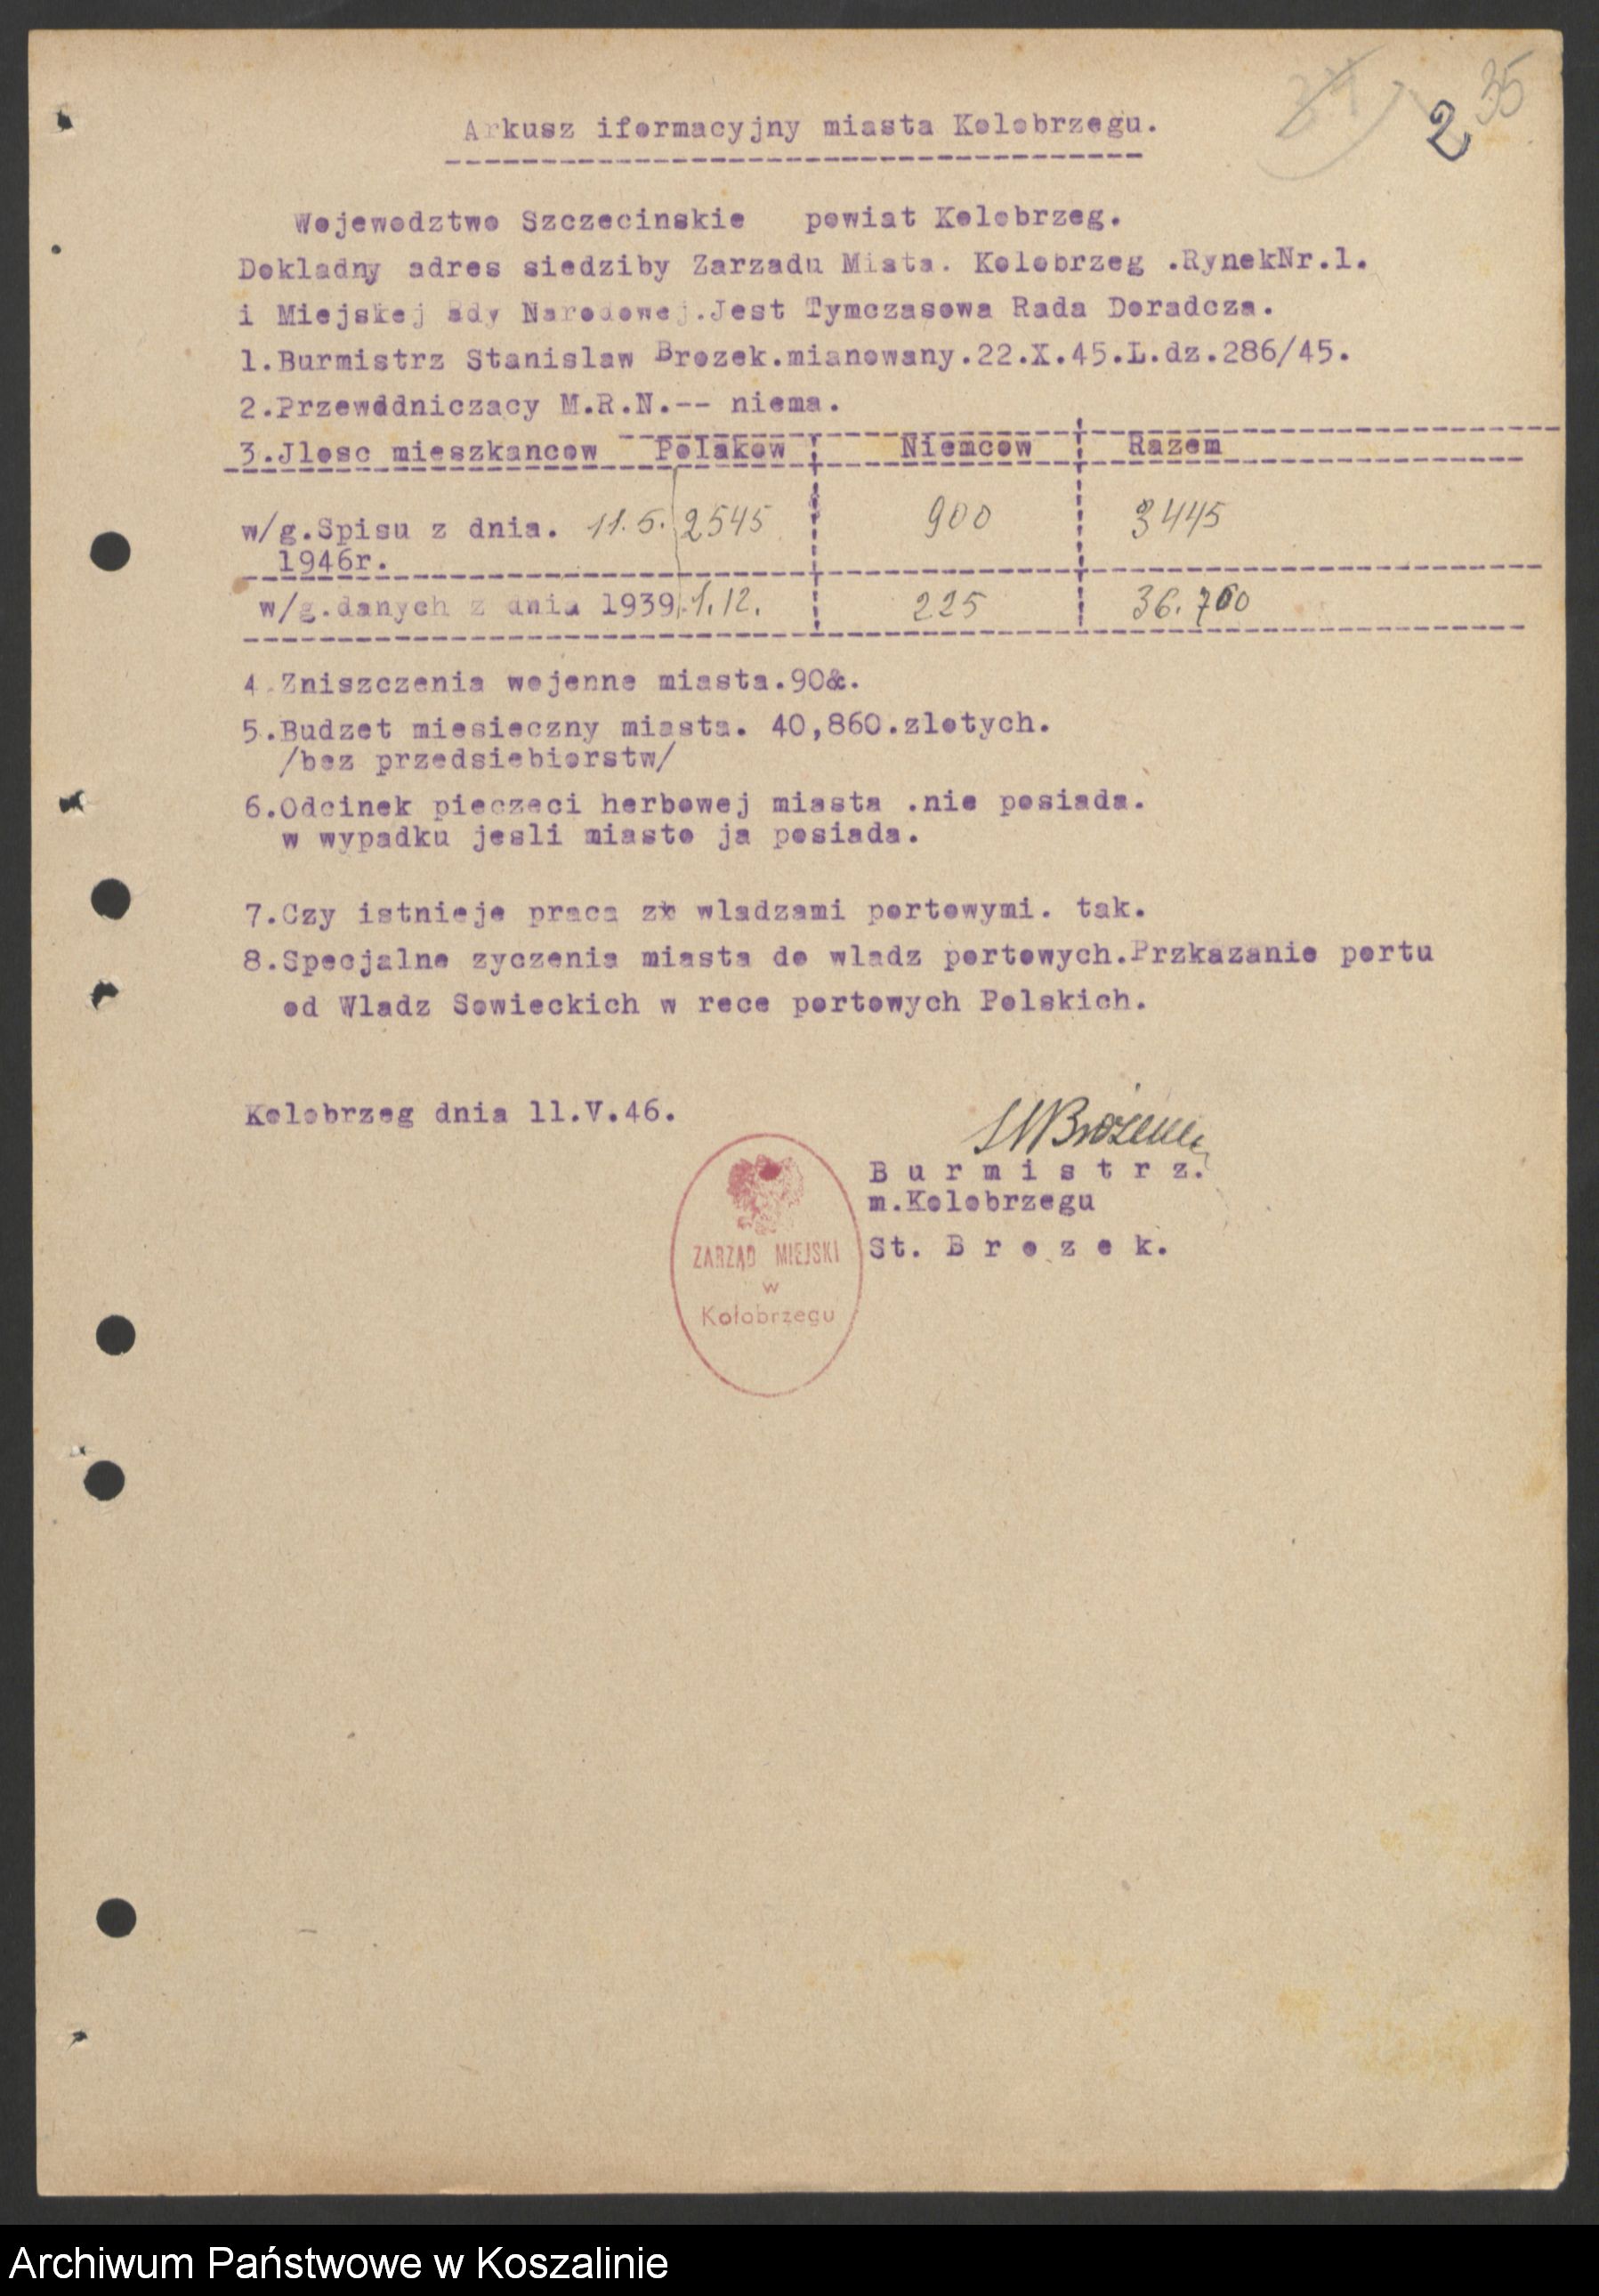 35
2
Arkusz iformacyjny miasta Kolobrzegu.
Wojewodztwo Szczecinskie powiat Kolobrzeg.
Dokladny adres siedziby Zarzadu Miata. Kolobrzeg .RynekNr.1.
i Miejskej Rdy Narodowej.Jest Tymczasowa Rada Doradcza.
1.Burmistrz Stanislaw Brozek.mianowany.22.X.45.L.dz.286/45.
2.Przewddniczacy M.R.N.-- niema.
3.Jlosc mieszkancow Polakow Niemcow Razem
w/g.Spisu z dnia. 11.5. 2545 900 3445
1946r.
w/g.danych z dnia 1939.1.12. 225 36.700
4.Zniszczenia wojenne miasta.90&.
5.Budzet miesieczny miasta. 40,860.zlotych.
/bez przedsiebiorstw/
6.Odcinek pieczeci herbowej miasta .nie posiada.
w wypadku jesli miasto ja posiada.
7.Czy istnieje praca z wladzami portowymi. tak.
8.Specjalne zyczenia miasta do wladz portowych.Przkazanie portu
od Wladz Sowieckich w rece portowych Polskich.
Kolobrzeg dnia 11.V.46.
StBrożek
Burmistrz.
m.Kolobrzegu
St. Brozek.
ZARZĄD MIEJSKI
w
Kołobrzegu
Archiwum Państwowe w Koszalinie